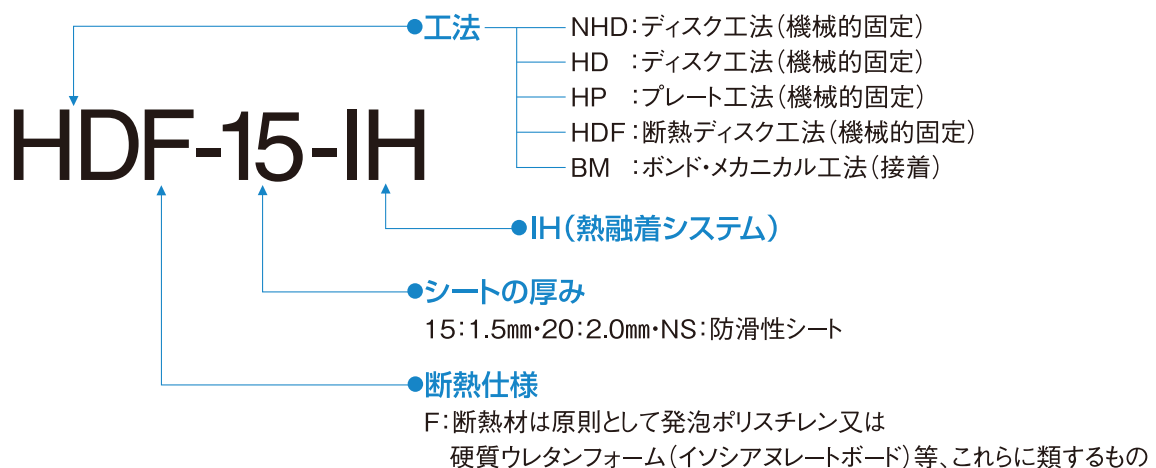 ●工法
NHD：ディスク工法（機械的固定）
HD ：ディスク工法（機械的固定）
HP ：プレート工法（機械的固定）
HDF：断熱ディスク工法（機械的固定）
BM ：ボンド・メカニカル工法（接着）
HDF-15-IH
●IH（熱融着システム）
●シートの厚み
15：1.5㎜・20：2.0㎜・NS：防滑性シート
●断熱仕様
F：断熱材は原則として発泡ポリスチレン又は
硬質ウレタンフォーム（イソシアヌレートボード）等、これらに類するもの